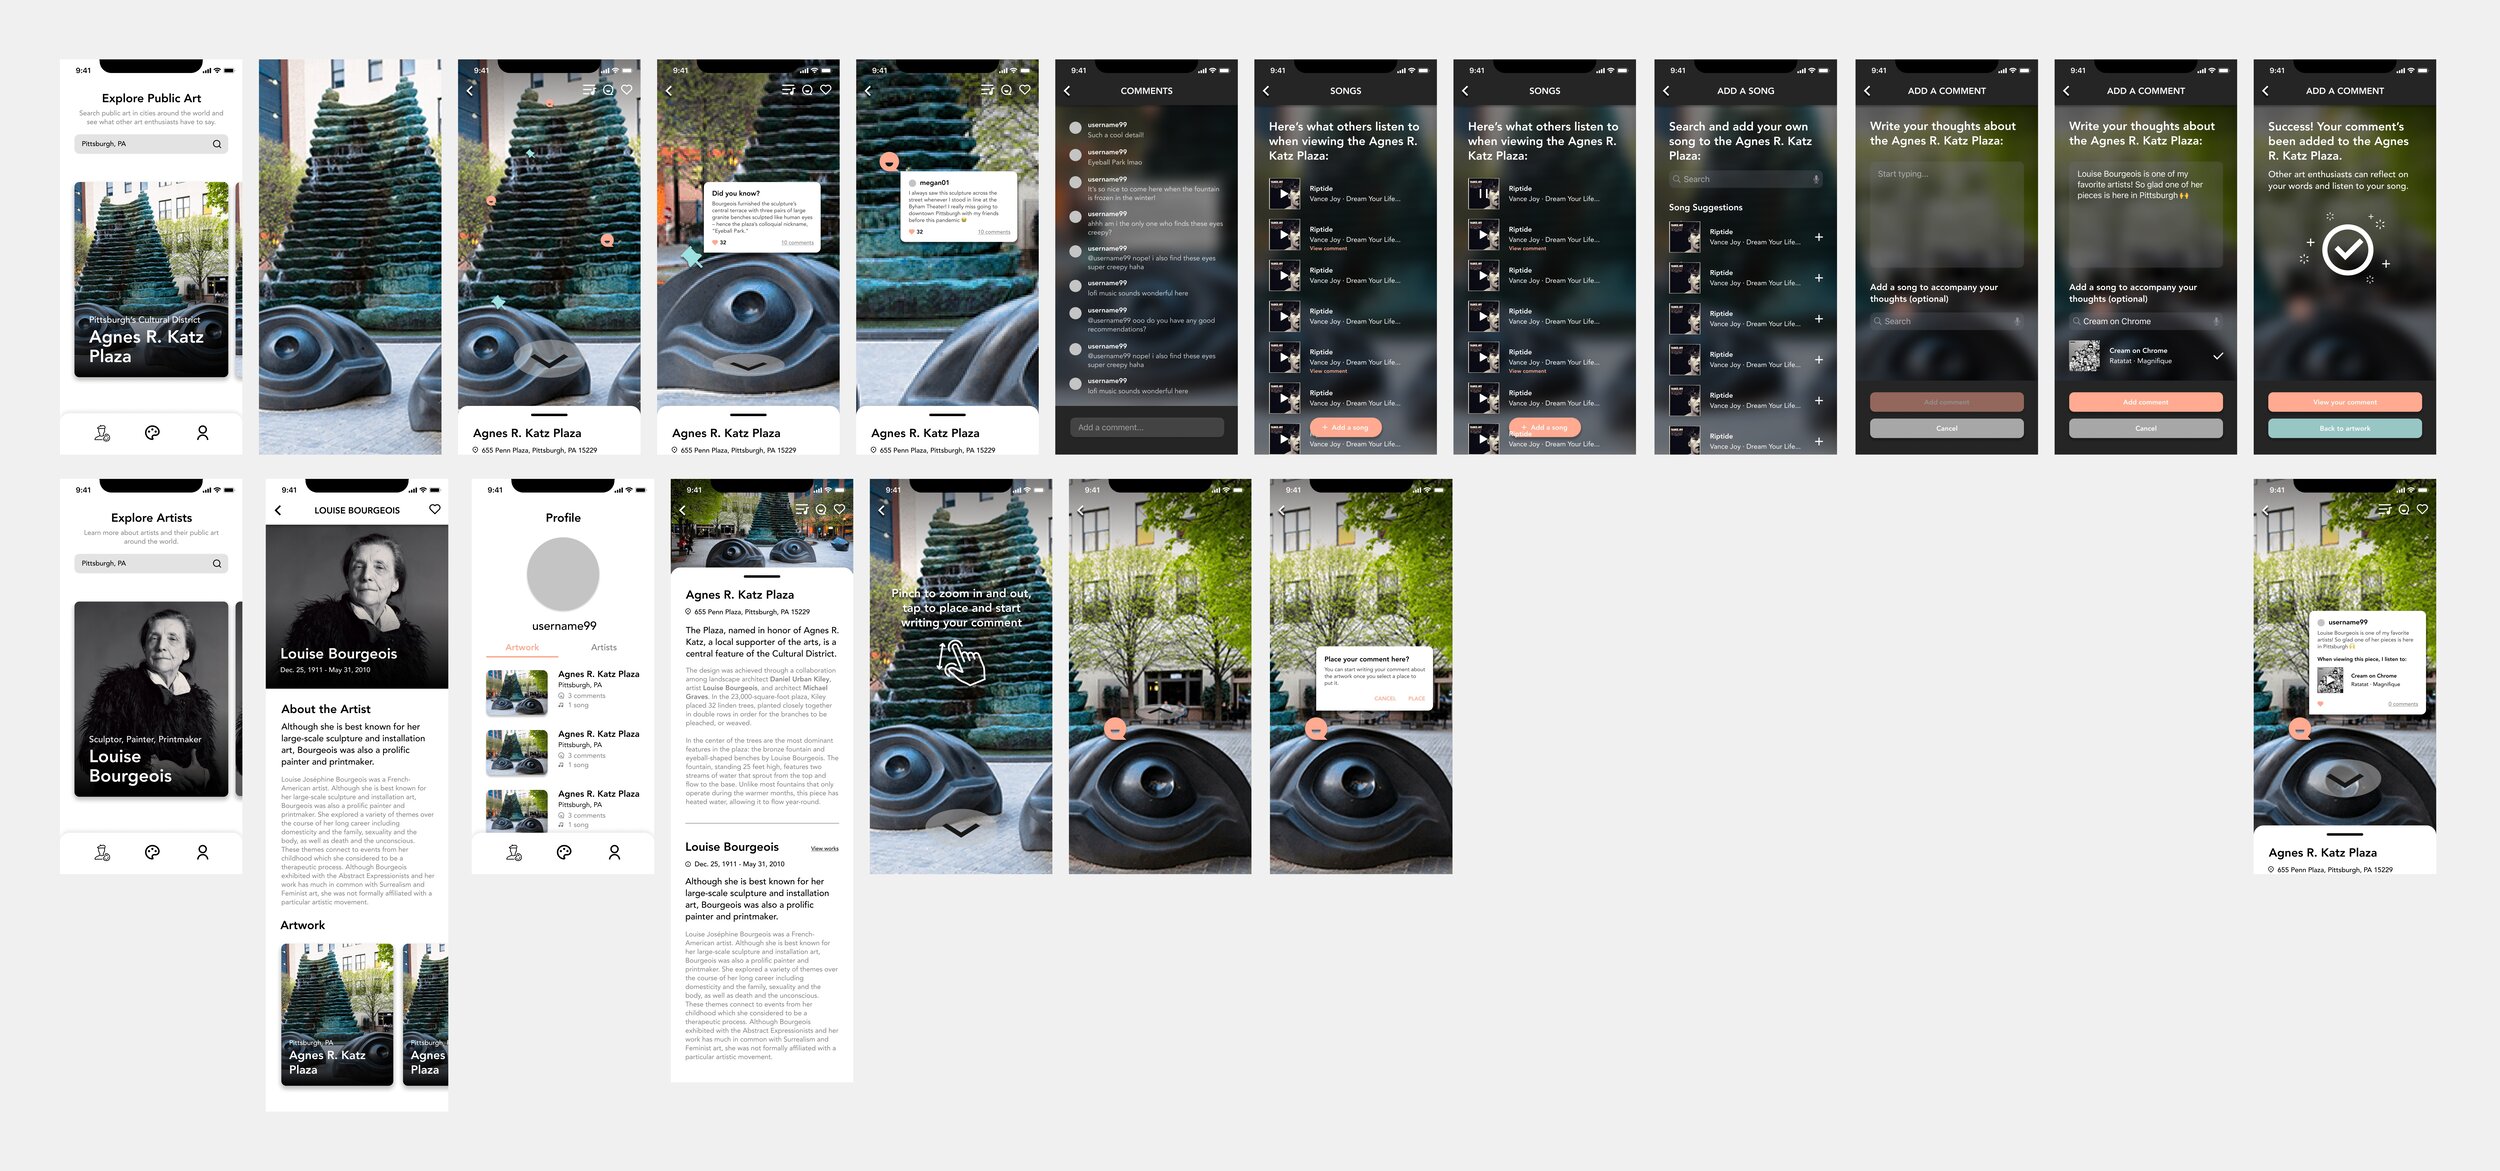 9:41
Explore Public Art
Search public art in cities around the world and
see what other art enthusiasts have to say.
Pittsburgh, PA
Pittsburgh's Cultural District
Agnes R. Katz
Plaza
9:41
Agnes R. Katz Plaza
655 Penn Plaza, Pittsburgh, PA 15229
9:41
Did you know?
Bourgeois furnished the sculpture's
central terrace with three pairs of large
granite benches sculpted like human eyes
– hence the plaza's colloquial nickname,
"Eyeball Park."
32
10 comments
Agnes R. Katz Plaza
655 Penn Plaza, Pittsburgh, PA 15229
9:41
megan01
I always saw this sculpture across the
street whenever I stood in line at the
Byham Theater! I really miss going to
downtown Pittsburgh with my friends
before this pandemic 😭
32
10 comments
Agnes R. Katz Plaza
655 Penn Plaza, Pittsburgh, PA 15229
9:41
COMMENTS
username99
Such a cool detail!
username99
Eyeball Park lmao
username99
It's so nice to come here when the fountain
is frozen in the winter!
username99
ahhh am i the only one who finds these eyes
creepy?
username99
@username99 nope! i also find these eyes
super creepy haha
username99
lofi music sounds wonderful here
username99
@username99 ooo do you have any good
recommendations?
username99
@username99 nope! i also find these eyes
super creepy haha
username99
lofi music sounds wonderful here
Add a comment...
9:41
SONGS
Here's what others listen to
when viewing the Agnes R.
Katz Plaza:
Riptide
Vance Joy · Dream Your Life...
Riptide
Vance Joy · Dream Your Life...
View comment
Riptide
Vance Joy · Dream Your Life...
Riptide
Vance Joy · Dream Your Life...
Riptide
Vance Joy · Dream Your Life...
View comment
Riptide
Vance Joy · Dream Your Life...
+ Add a song
Vance Joy · Dream Your Life...
9:41
SONGS
Here's what others listen to
when viewing the Agnes R.
Katz Plaza:
Riptide
Vance Joy · Dream Your Life...
Riptide
Vance Joy · Dream Your Life...
View comment
Riptide
Vance Joy · Dream Your Life...
Riptide
Vance Joy · Dream Your Life...
Riptide
Vance Joy · Dream Your Life...
View comment
Riptide
Vance Joy · Dream Your Life...
+ Add a song
Riptide
Vance Joy · Dream Your Life...
9:41
ADD A SONG
Search and add your own
song to the Agnes R. Katz
Plaza:
Search
Song Suggestions
Riptide
Vance Joy · Dream Your Life...
Riptide
Vance Joy · Dream Your Life...
Riptide
Vance Joy · Dream Your Life...
Riptide
Vance Joy · Dream Your Life...
Riptide
Vance Joy · Dream Your Life...
Riptide
Vance Joy · Dream Your Life...
9:41
ADD A COMMENT
Write your thoughts about
the Agnes R. Katz Plaza:
Start typing...
Add a song to accompany your
thoughts (optional)
Search
Add comment
Cancel
9:41
ADD A COMMENT
Write your thoughts about
the Agnes R. Katz Plaza:
Louise Bourgeois is one of my
favorite artists! So glad one of her
pieces is here in Pittsburgh 🙌
Add a song to accompany your
thoughts (optional)
Cream on Chrome
Cream on Chrome
Ratatat · Magnifique
Add comment
Cancel
9:41
ADD A COMMENT
Success! Your comment's
been added to the Agnes
R. Katz Plaza.
Other art enthusiasts can reflect on
your words and listen to your song.
View your comment
Back to artwork
9:41
Explore Artists
Learn more about artists and their public art
around the world.
Pittsburgh, PA
Sculptor, Painter, Printmaker
Louise
Bourgeois
9:41
LOUISE BOURGEOIS
Louise Bourgeois
Dec. 25, 1911 - May 31, 2010
About the Artist
Although she is best known for her
large-scale sculpture and installation
art, Bourgeois was also a prolific
painter and printmaker.
Louise Joséphine Bourgeois was a French-
American artist. Although she is best known for
her large-scale sculpture and installation art,
Bourgeois was also a prolific painter and
printmaker. She explored a variety of themes over
the course of her long career including
domesticity and the family, sexuality and the
body, as well as death and the unconscious.
These themes connect to events from her
childhood which she considered to be a
therapeutic process. Although Bourgeois
exhibited with the Abstract Expressionists and her
work has much in common with Surrealism and
Feminist art, she was not formally affiliated with a
particular artistic movement.
Artwork
Pittsburgh, PA
Agnes R. Katz
Plaza
Pittsburgh,
Agnes
Plaza
9:41
Profile
username99
Artwork
Artists
Agnes R. Katz Plaza
Pittsburgh, PA
3 comments
1 song
Agnes R. Katz Plaza
Pittsburgh, PA
3 comments
1 song
Agnes R. Katz Plaza
Pittsburgh, PA
3 comments
1 song
9:41
Agnes R. Katz Plaza
655 Penn Plaza, Pittsburgh, PA 15229
The Plaza, named in honor of Agnes R.
Katz, a local supporter of the arts, is a
central feature of the Cultural District.
The design was achieved through a collaboration
among landscape architect Daniel Urban Kiley,
artist Louise Bourgeois, and architect Michael
Graves. In the 23,000-square-foot plaza, Kiley
placed 32 linden trees, planted closely together
in double rows in order for the branches to be
pleached, or weaved.
In the center of the trees are the most dominant
features in the plaza: the bronze fountain and
eyeball-shaped benches by Louise Bourgeois. The
fountain, standing 25 feet high, features two
streams of water that sprout from the top and
flow to the base. Unlike most fountains that only
operate during the warmer months, this piece has
heated water, allowing it to flow year-round.
Louise Bourgeois
View works
Dec. 25, 1911 - May 31, 2010
Although she is best known for her
large-scale sculpture and installation
art, Bourgeois was also a prolific
painter and printmaker.
Louise Joséphine Bourgeois was a French-
American artist. Although she is best known for
her large-scale sculpture and installation art,
Bourgeois was also a prolific painter and
printmaker. She explored a variety of themes over
the course of her long career including
domesticity and the family, sexuality and the
body, as well as death and the unconscious.
These themes connect to events from her
childhood which she considered to be a
therapeutic process. Although Bourgeois
exhibited with the Abstract Expressionists and her
work has much in common with Surrealism and
Feminist art, she was not formally affiliated with a
particular artistic movement.
9:41
Pinch to zoom in and out,
tap to place and start
writing your comment
9:41
9:41
Place your comment here?
You can start writing your comment about
the artwork once you select a place to
put it.
CANCEL
PLACE
9:41
username99
Louise Bourgeois is one of my favorite
artists! So glad one of her pieces is here
in Pittsburgh 🙌
When viewing this piece, I listen to:
Cream on Chrome
Ratatat · Magnifique
0 comments
Agnes R. Katz Plaza
655 Penn Plaza, Pittsburgh, PA 15229